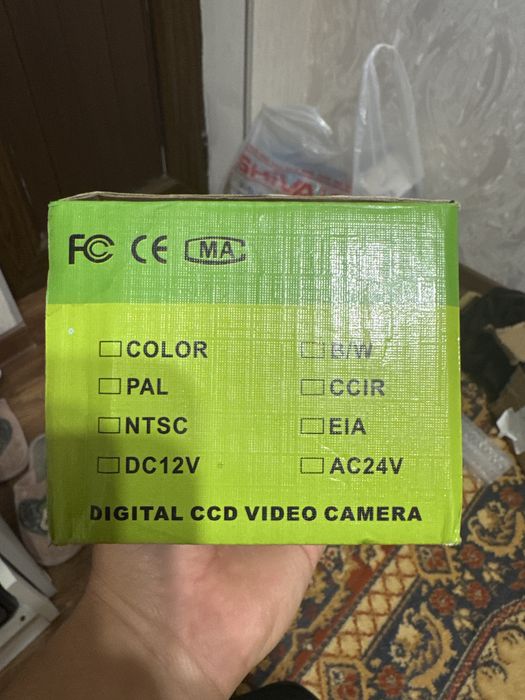 FC CE MA
COLOR B/W
PAL CCIR
NTSC EIA
DC12V AC24V
DIGITAL CCD VIDEO CAMERA